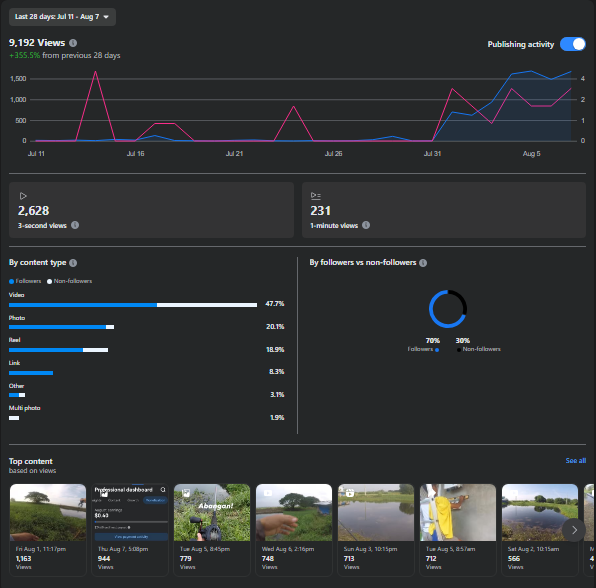 Last 28 days: Jul 11 - Aug 7
9,192 Views
+355.5% from previous 28 days
Publishing activity
1,500
1,000
500
0
4
2
1
0
Jul 11
Jul 16
Jul 21
Jul 26
Jul 31
Aug 5
2,628
3-second views
231
1-minute views
By content type
Followers
Non-followers
Video
47.7%
Photo
20.1%
Reel
18.9%
Link
8.3%
Other
3.1%
Multi photo
1.9%
By followers vs non-followers
70%
Followers
30%
Non-followers
Top content
based on views
See all
Professional dashboard
$0.40
Abangan!
Fri Aug 1, 11:17pm
1,163
Views
Thu Aug 7, 5:08pm
944
Views
Tue Aug 5, 8:45pm
779
Views
Wed Aug 6, 2:16pm
748
Views
Sun Aug 3, 10:15pm
713
Views
Tue Aug 5, 8:57am
712
Views
Sat Aug 2, 10:15am
566
Views